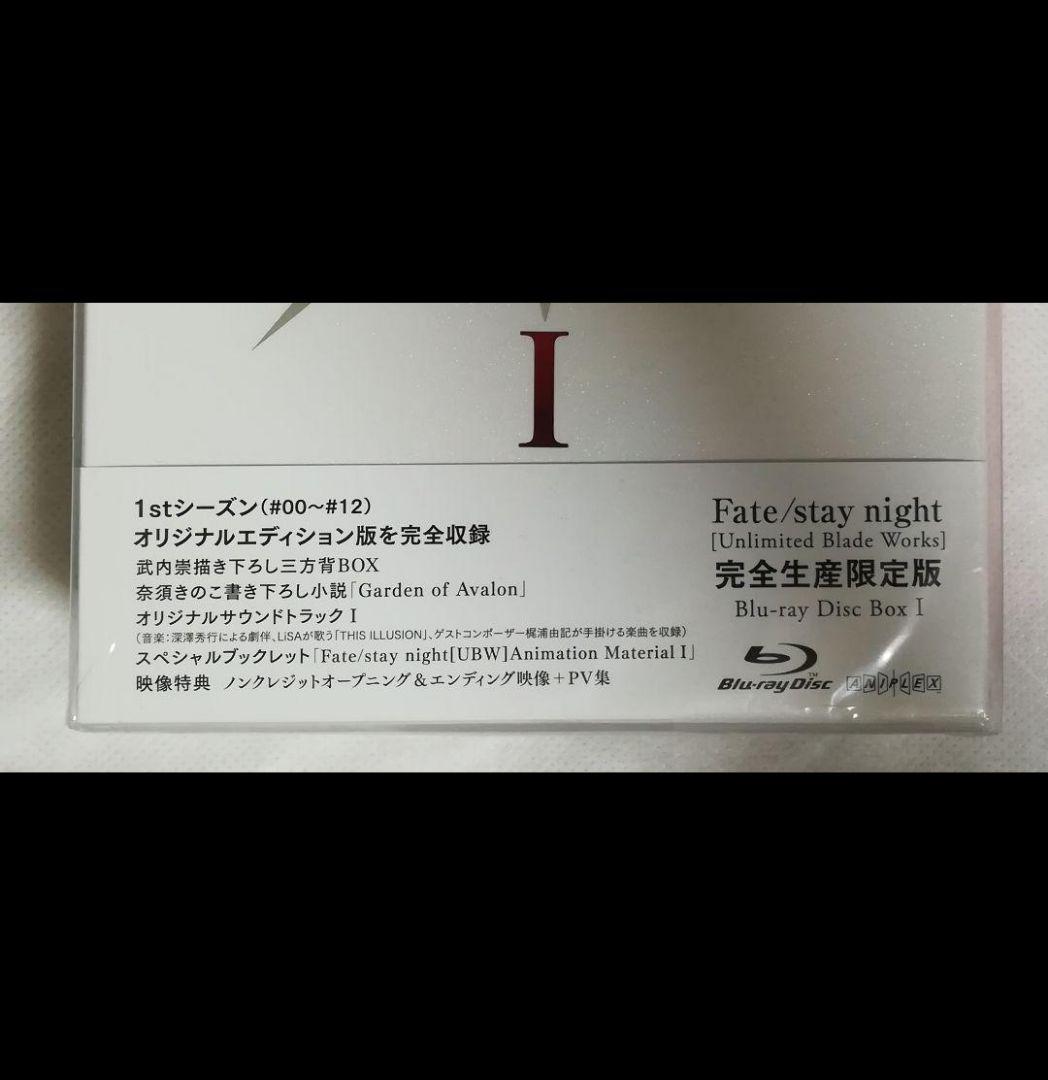 I
1stシーズン(#00〜#12)
オリジナルエディション版を完全収録
武内崇描き下ろし三方背BOX
奈須きのこ書き下ろし小説「Garden of Avalon」
オリジナルサウンドトラック I
(音楽:深澤秀行による劇伴、LiSAが歌う「THIS ILLUSION」、ゲストコンポーザー梶浦由記が手掛ける楽曲を収録)
スペシャルブックレット「Fate/stay night[UBW]Animation Material I」
映像特典 ノンクレジットオープニング&エンディング映像+PV集
Fate/stay night
[Unlimited Blade Works]
完全生産限定版
Blu-ray Disc Box I
Blu-ray Disc™ ANIPLEX